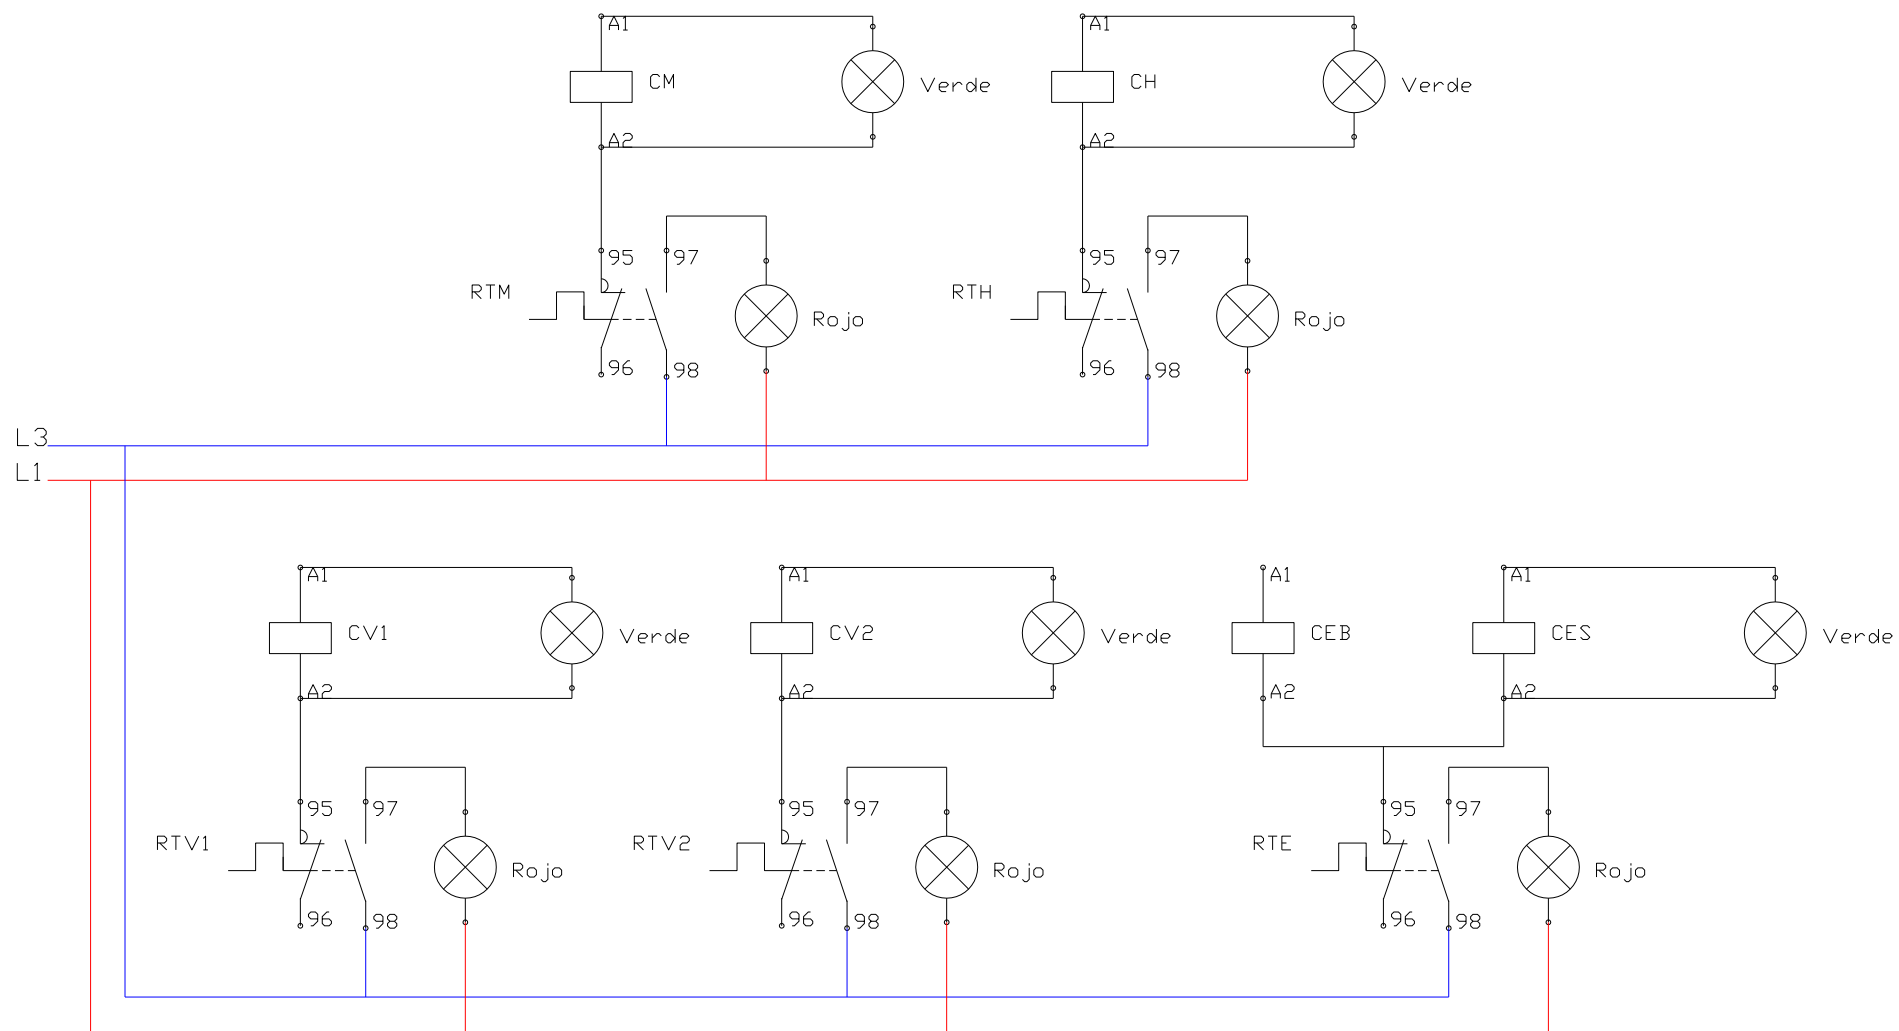 A1 A1
CM Verde CH Verde
A2 A2
95 97 95 97
RTM Rojo RTH Rojo
96 98 96 98
L3
L1
A1 A1 A1 A1
CV1 Verde CV2 Verde CEB CES Verde
A2 A2 A2 A2
95 97 95 97 95 97
RTV1 Rojo RTV2 Rojo RTE Rojo
96 98 96 98 96 98